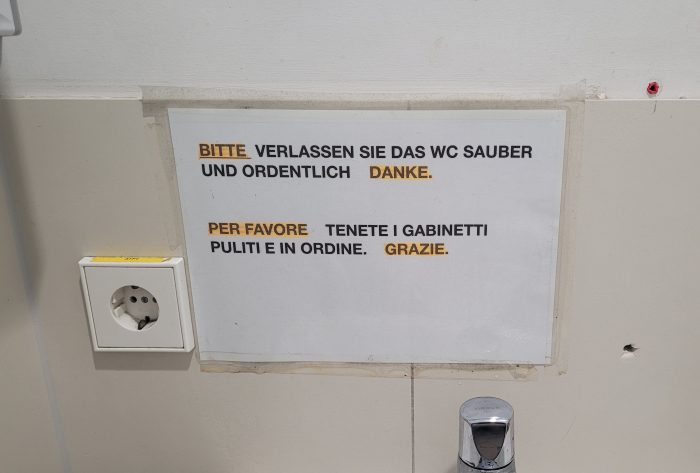 BITTE VERLASSEN SIE DAS WC SAUBER
UND ORDENTLICH DANKE.
PER FAVORE TENETE I GABINETTI
PULITI E IN ORDINE. GRAZIE.